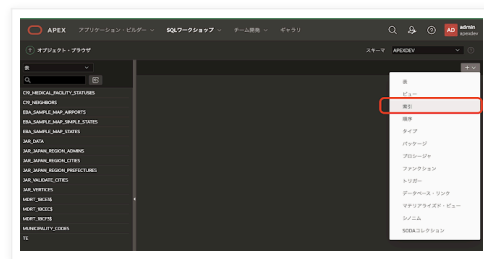 APEX アプリケーション・ビルダー SQLワークショップ チーム開発 ギャラリ admin
AD apexdev
オブジェクト・ブラウザ スキーマ APEXDEV
表
C19_MEDICAL_FACILITY_STATUSES
C19_NEIGHBORS
EBA_SAMPLE_MAP_AIRPORTS
EBA_SAMPLE_MAP_SIMPLE_STATES
EBA_SAMPLE_MAP_STATES
JAR_DATA
JAR_JAPAN_REGION_ADMINS
JAR_JAPAN_REGION_CITIES
JAR_JAPAN_REGION_PREFECTURES
JAR_VALIDATE_CITIES
JAR_VERTICES
MDRT_1BCE3$
MDRT_1BCEC$
MDRT_1BCF3$
MUNICIPALITY_CODES
TE
表
ビュー
索引
順序
タイプ
パッケージ
プロシージャ
ファンクション
トリガー
データベース・リンク
マテリアライズド・ビュー
シノニム
SODAコレクション